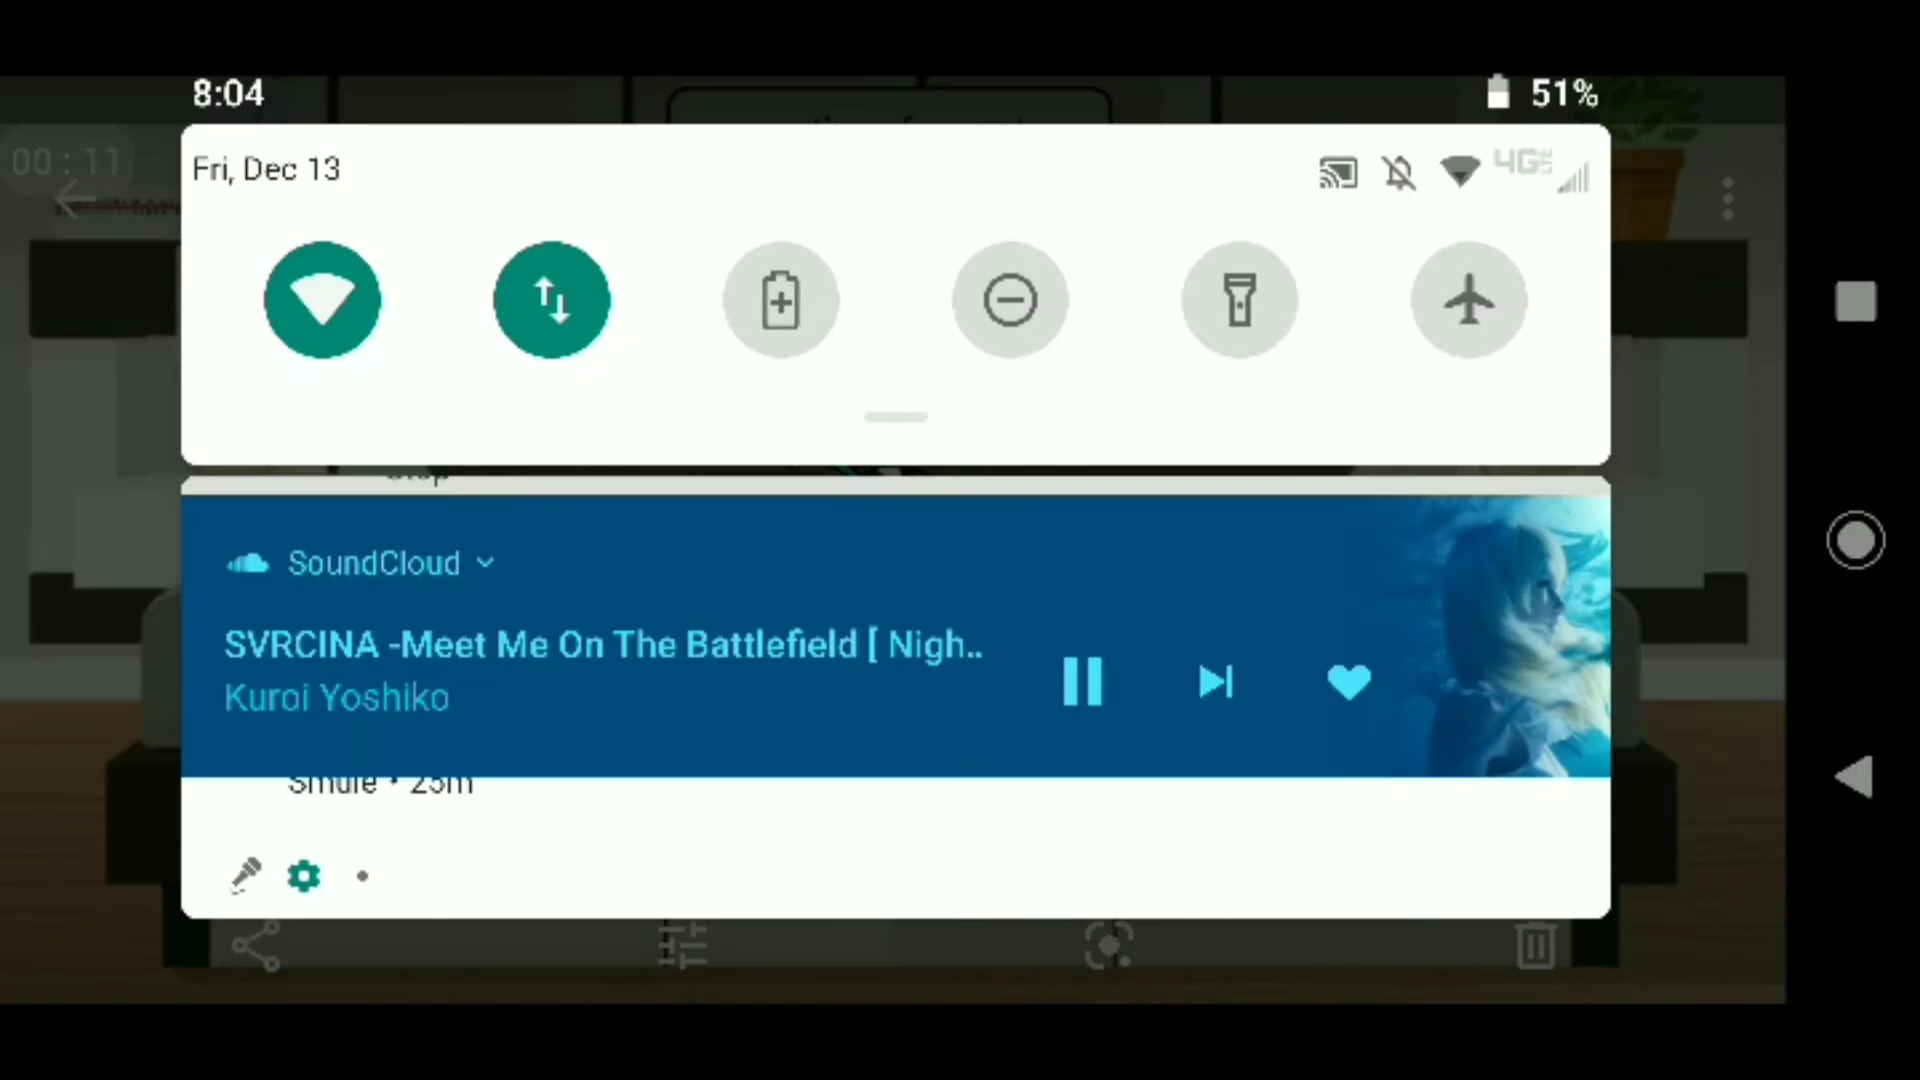 8:04
51%
00 : 11
Fri, Dec 13
4G
Stop
SoundCloud
SVRCINA -Meet Me On The Battlefield [ Nigh..
Kuroi Yoshiko
Smule • 25m